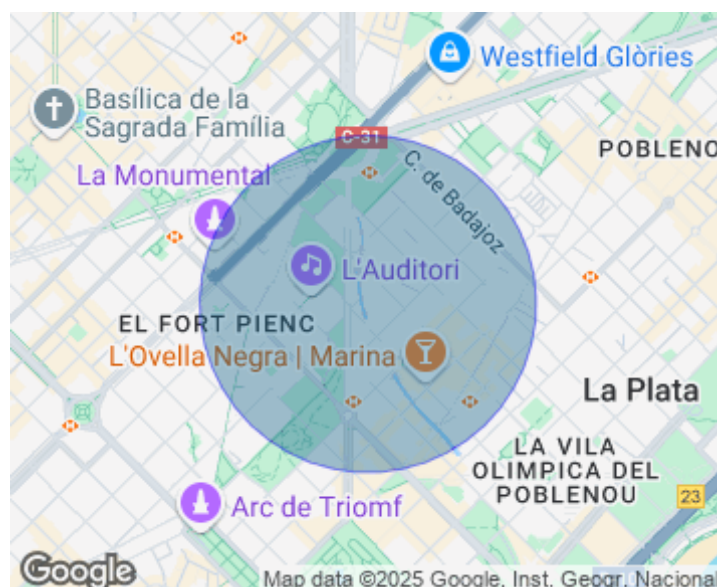 Westfield Glòries
Basílica de la
Sagrada Família
C-31
POBLENO
La Monumental
C. de Badajoz
L'Auditori
EL FORT PIENC
L'Ovella Negra | Marina
La Plata
LA VILA
OLIMPICA DEL
POBLENOU
23
Arc de Triomf
Google
Map data ©2025 Google, Inst. Geogr. Nacional